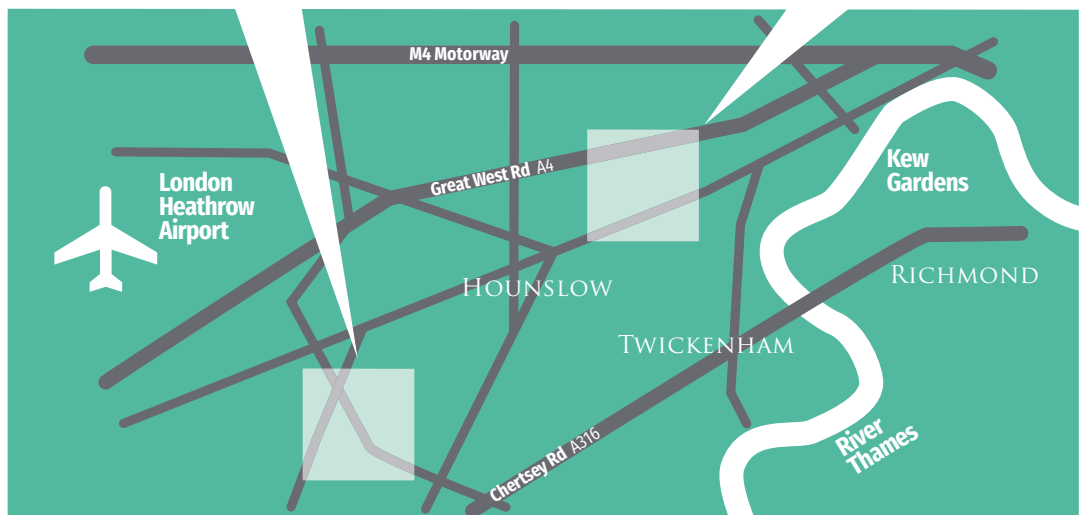 M4 Motorway
Great West Rd A4
London
Heathrow
Airport
Kew
Gardens
HOUNSLOW
RICHMOND
TWICKENHAM
Chertsey Rd A316
River
Thames